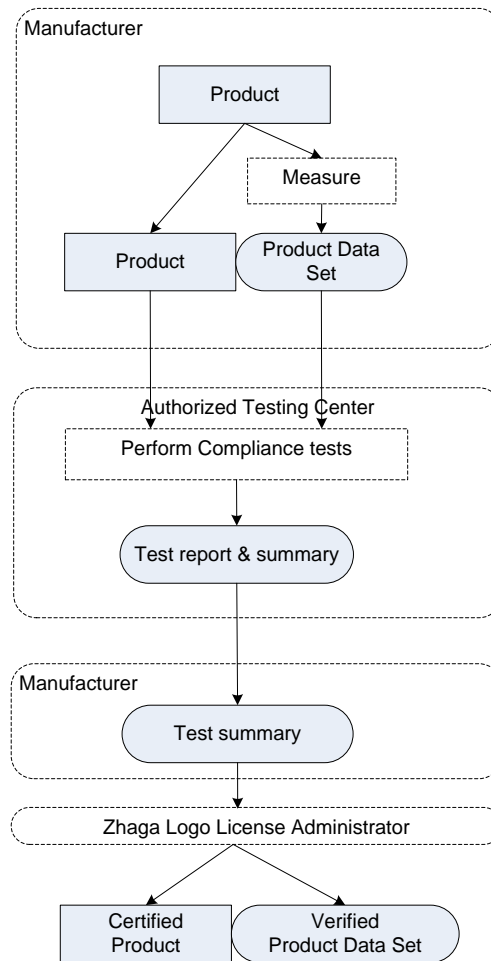 Manufacturer
Product
Measure
Product
Product Data
Set
Authorized Testing Center
Perform Compliance tests
Test report & summary
Manufacturer
Test summary
Zhaga Logo License Administrator
Certified
Product
Verified
Product Data Set